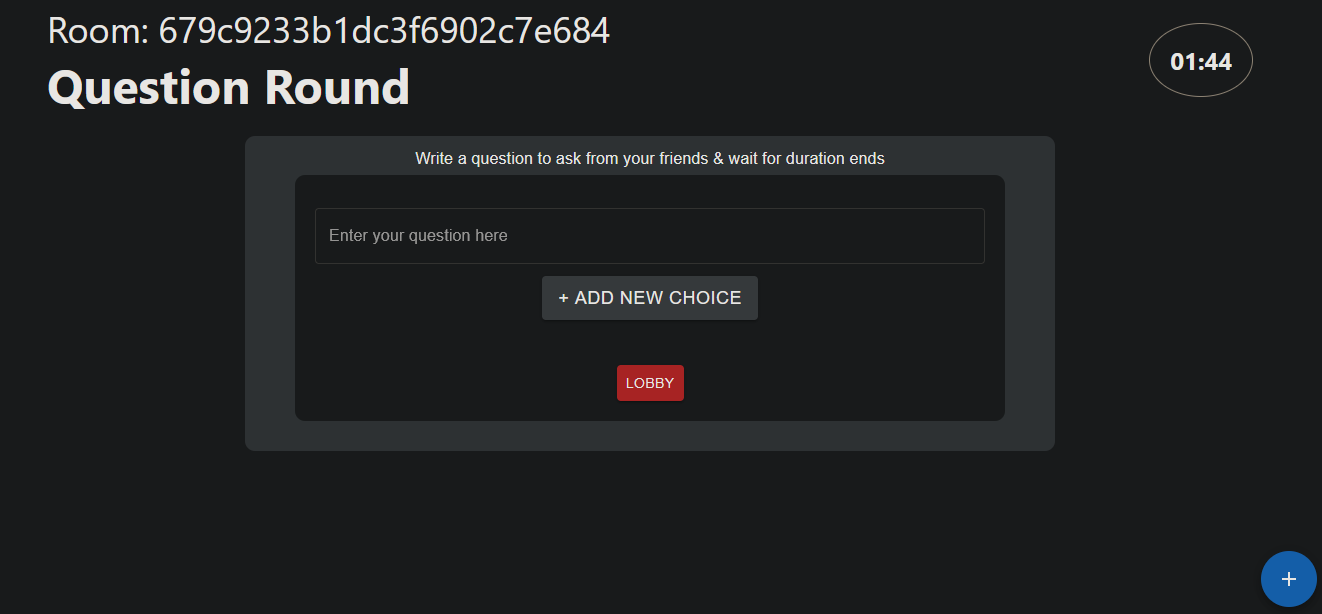 Room: 679c9233b1dc3f6902c7e684
01:44
Question Round
Write a question to ask from your friends & wait for duration ends
Enter your question here
+ ADD NEW CHOICE
LOBBY
+